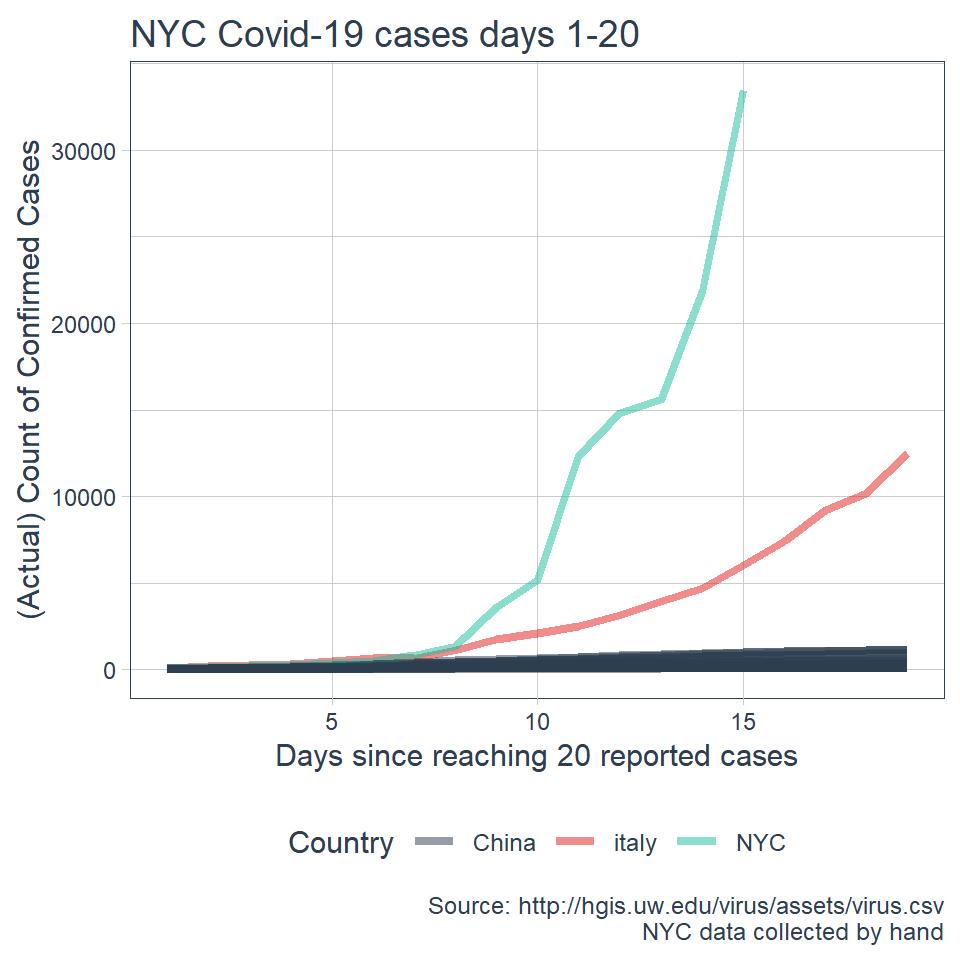 NYC Covid-19 cases days 1-20
(Actual) Count of Confirmed Cases
30000
20000
10000
0
5 10 15
Days since reaching 20 reported cases
Country China italy NYC
Source: http://hgis.uw.edu/virus/assets/virus.csv
NYC data collected by hand